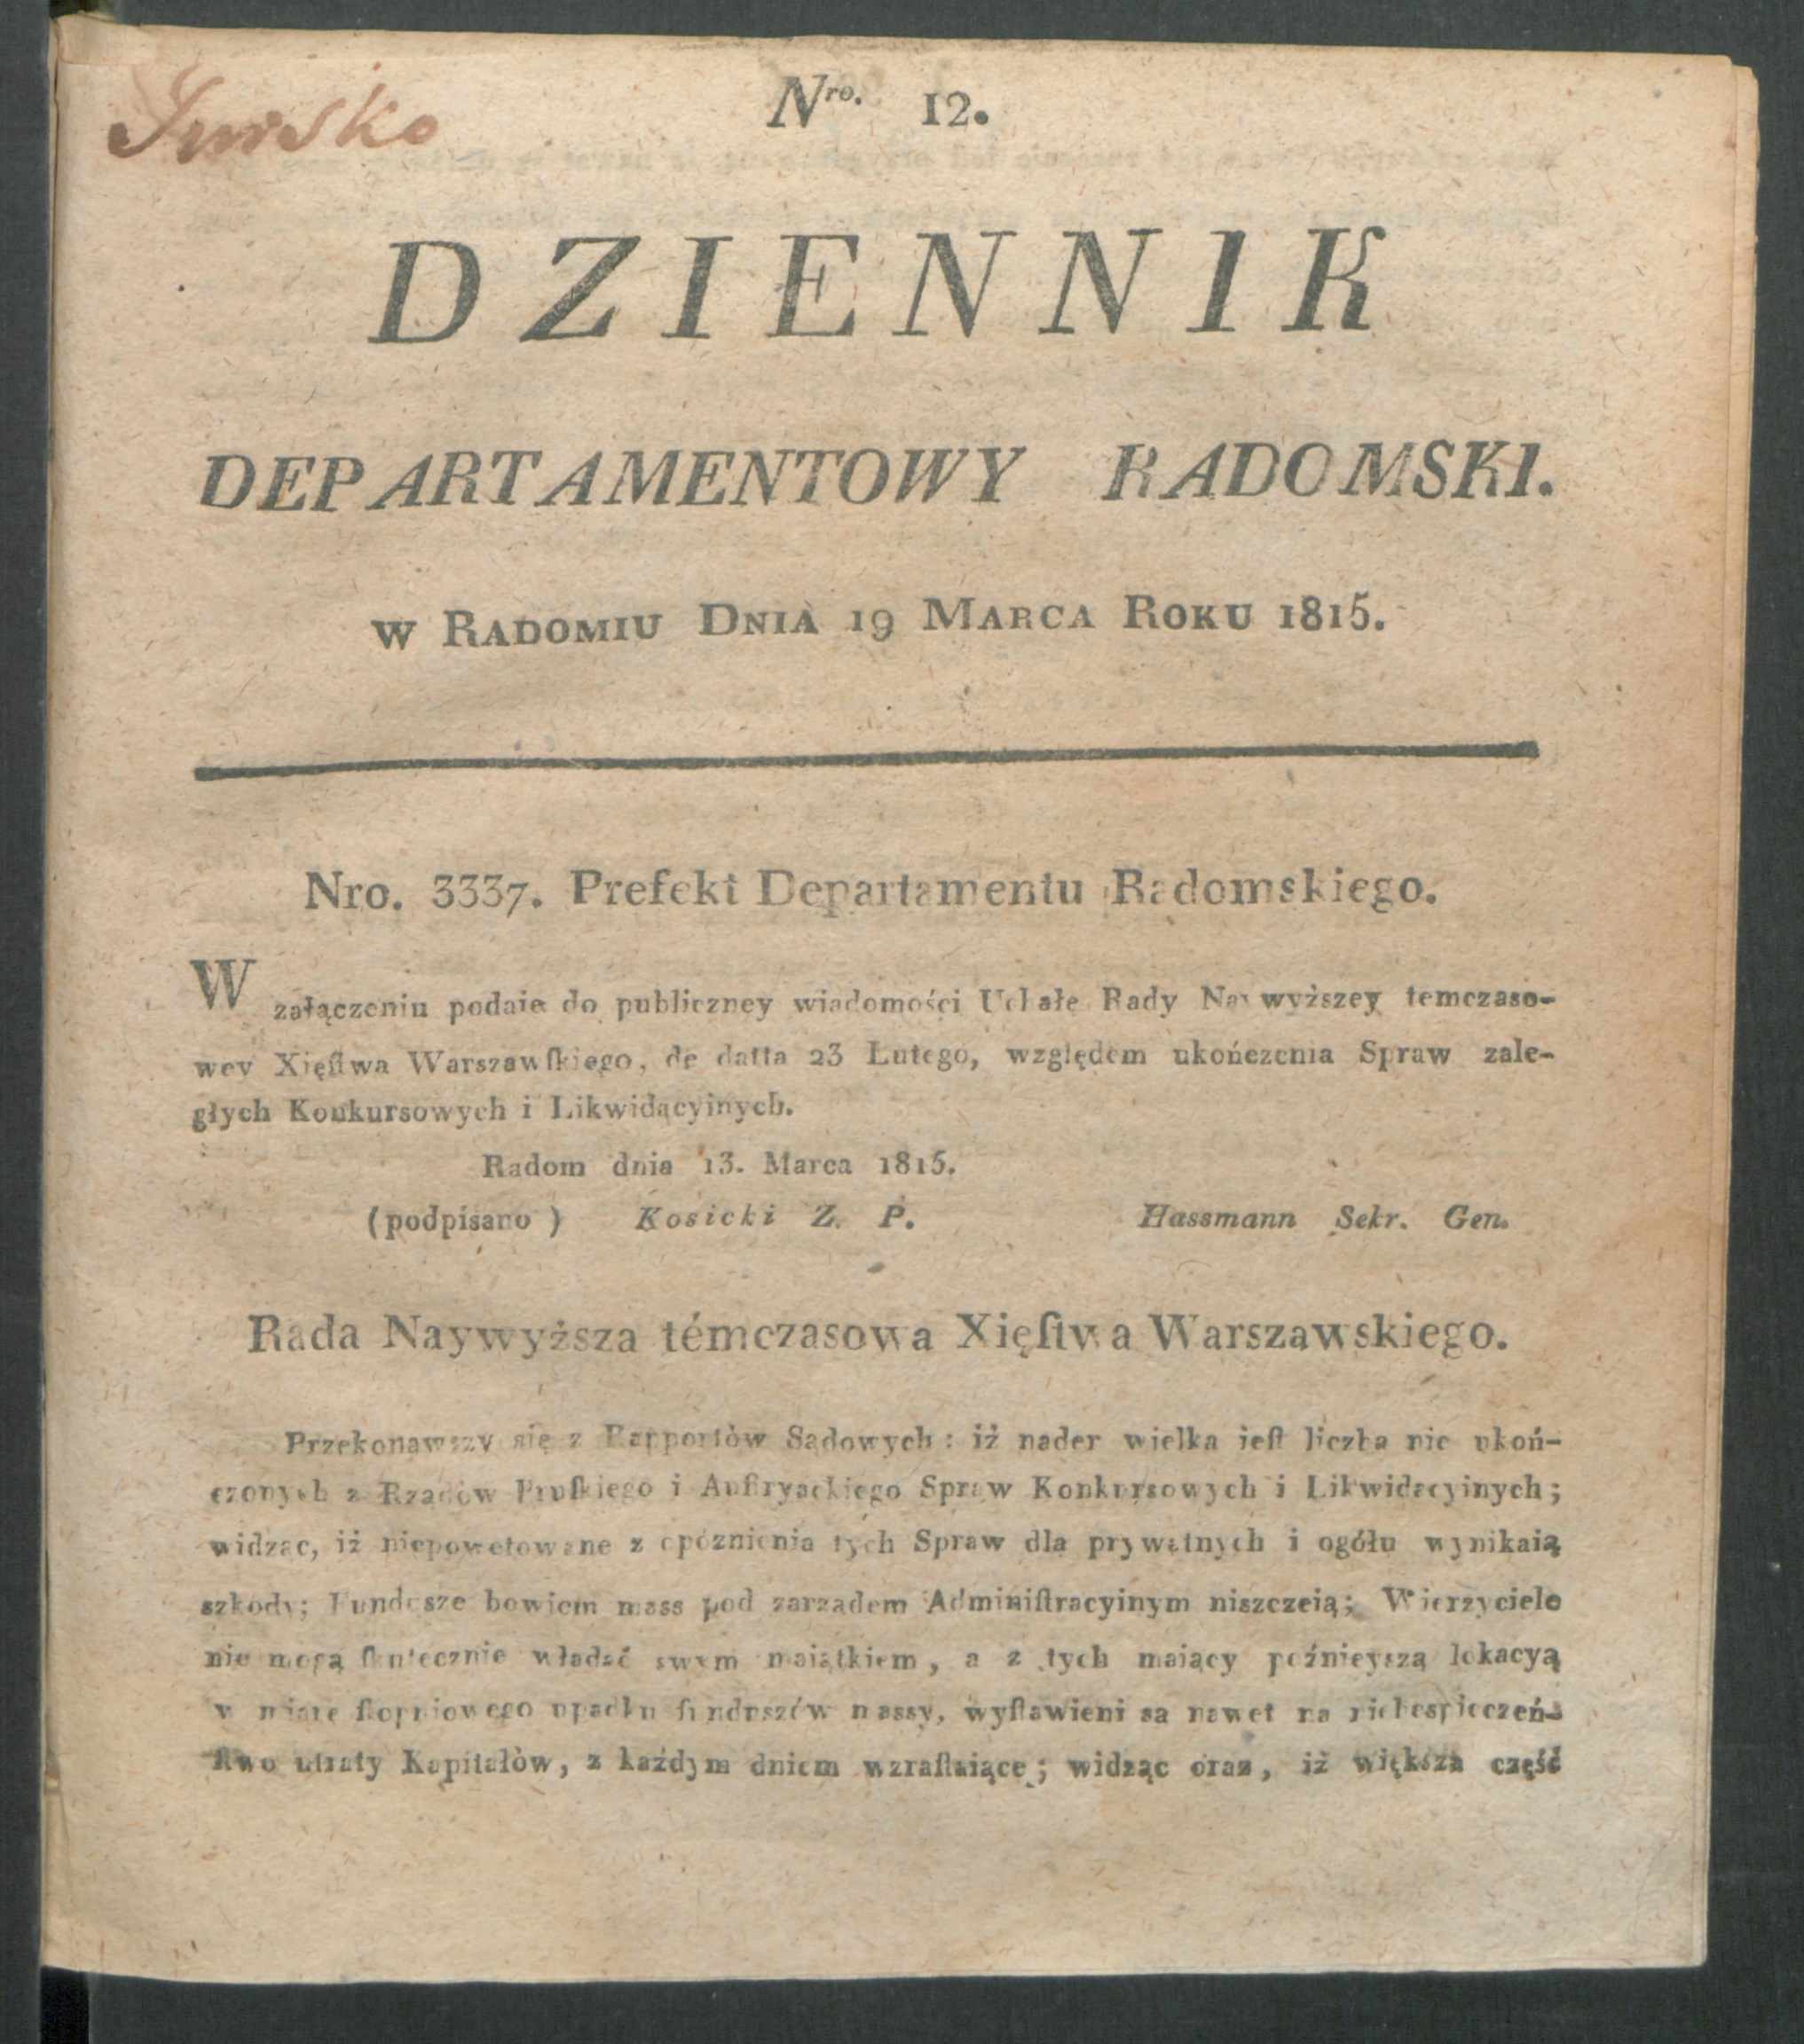 Nro. 12.
DZIENNIK
DEPARTAMENTOWY RADOMSKI.
W RADOMIU DNIA 19 MARCA ROKU 1815.
Nro. 3337. Prefekt Departamentu Radomskiego.
W załączeniu podaie do publiczney wiadomości Uchałę Rady Naywyższey temczaso-
wey Xięſtwa Warszawſkiego, de datta 23 Lutego, względem ukończenia Spraw zale-
głych Konkursowych i Likwidacyinych.
Radom dnia 13. Marca 1815.
(podpisano) Kosicki Z. P. Hassmann Sekr. Gen.
Rada Naywyższa témczasowa Xięſtwa Warszawskiego.
Przekonawszy się z Rapportòw Sądowych: iż nader wielka ieſt liczba nie ukoń-
czonych z Rządów Pruſkiego i Auſtryackiego Spraw Konkursowych i Likwidacyinych;
widząc, iż niepowetowane z opóznienia tych Spraw dla prywatnych i ogółu wynikaią
szkody; Fundusze bowiem mass pod zarządem Adminiſtracyinym niszczeią; Wierzyciele
nie mogą ſkutecznie władać swym maiątkiem, a z tych maiący poźnieyszą lokacyą
w miarę ſtopniowego upadku funduszów massy, wyſtawieni są nawet na niebespieczeń-
ſtwo utraty Kapitałòw, z każdym dniem wzraſtaiące; widząc oraz, iż większa część